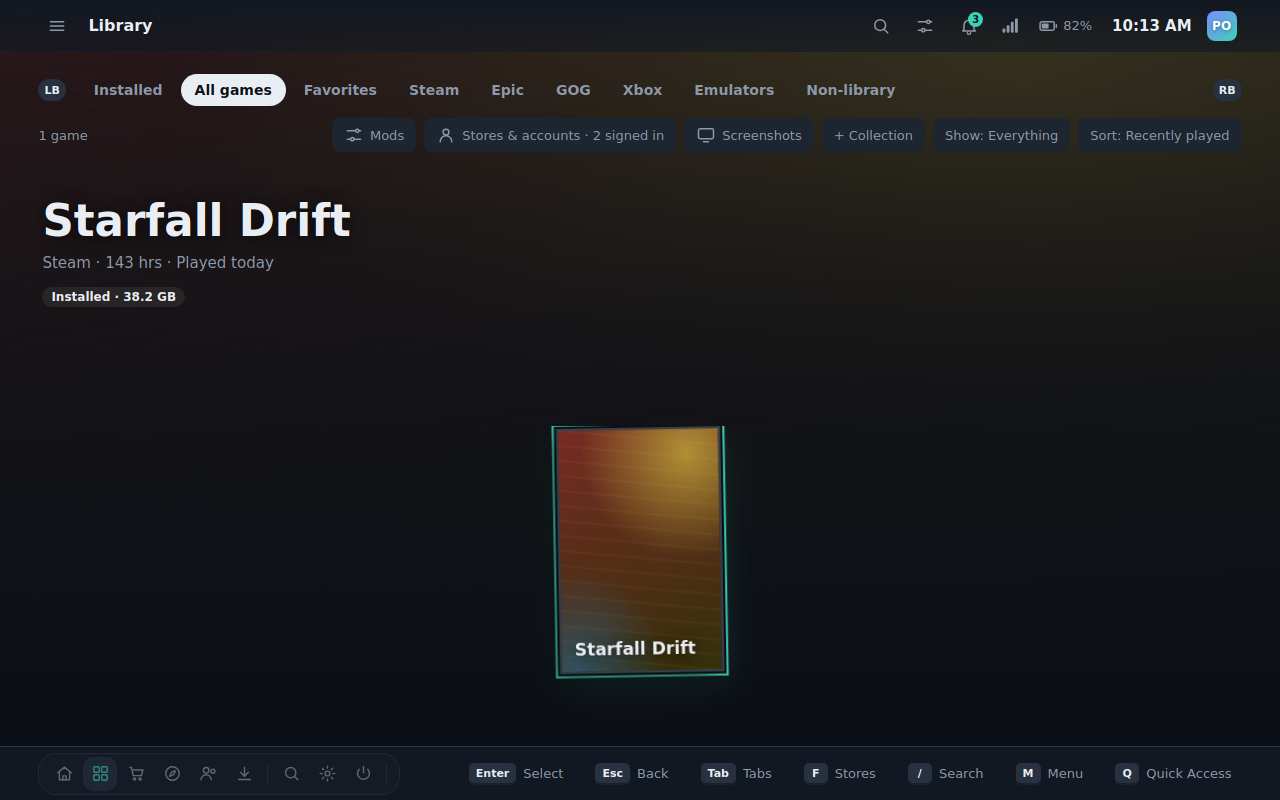 Library
3
82%
10:13 AM
PO
LB
Installed
All games
Favorites
Steam
Epic
GOG
Xbox
Emulators
Non-library
RB
1 game
Mods
Stores & accounts · 2 signed in
Screenshots
+ Collection
Show: Everything
Sort: Recently played
Starfall Drift
Steam · 143 hrs · Played today
Installed · 38.2 GB
Starfall Drift
Enter Select
Esc Back
Tab Tabs
F Stores
/ Search
M Menu
Q Quick Access